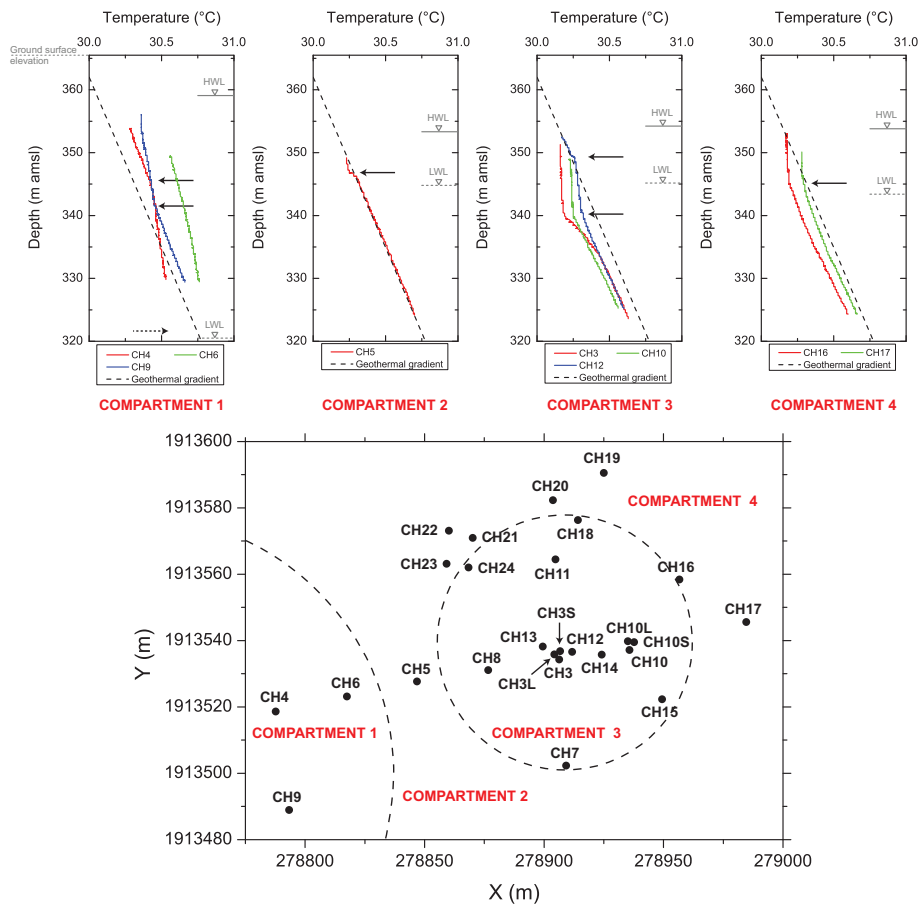 Temperature (°C)
30.0 30.5 31.0
Ground surface
elevation
HWL
360
350
340
330
320
Depth (m amsl)
LWL
CH4 CH6
CH9
Geothermal gradient
COMPARTMENT 1
Temperature (°C)
30.0 30.5 31.0
HWL
LWL
360
350
340
330
320
Depth (m amsl)
CH5
Geothermal gradient
COMPARTMENT 2
Temperature (°C)
30.0 30.5 31.0
HWL
LWL
360
350
340
330
320
Depth (m amsl)
CH3 CH10
CH12
Geothermal gradient
COMPARTMENT 3
Temperature (°C)
30.0 30.5 31.0
HWL
LWL
360
350
340
330
320
Depth (m amsl)
CH16 CH17
Geothermal gradient
COMPARTMENT 4
1913600
1913580
1913560
1913540
1913520
1913500
1913480
Y (m)
CH19
CH20
COMPARTMENT 4
CH22
CH21
CH18
CH23
CH24
CH11
CH16
CH17
CH3S
CH13
CH12
CH10L
CH10S
CH8
CH3
CH14
CH10
CH5
CH3L
CH6
CH4
CH15
COMPARTMENT 1
COMPARTMENT 3
CH7
COMPARTMENT 2
CH9
278800 278850 278900 278950 279000
X (m)